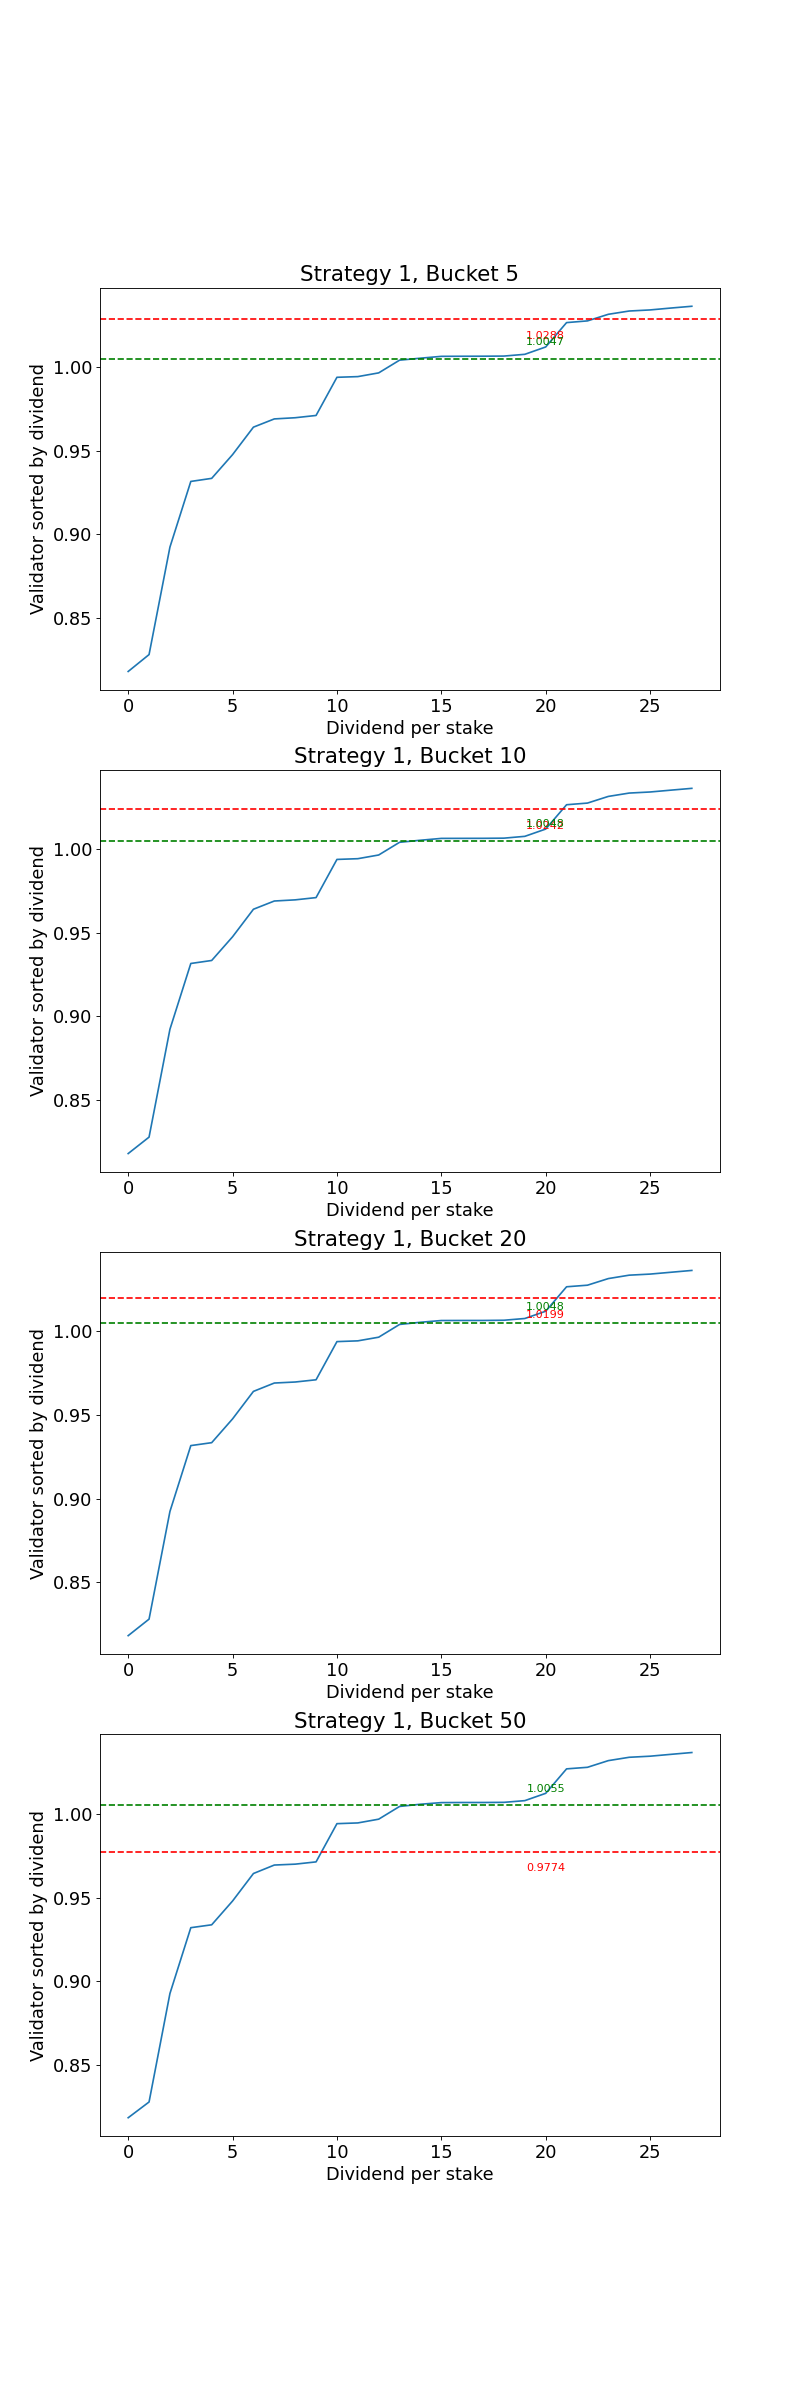 Strategy 1, Bucket 5
1.0288
1.0047
1.00
0.95
0.90
0.85
Validator sorted by dividend
0 5 10 15 20 25
Dividend per stake
Strategy 1, Bucket 10
1.0048
1.0242
1.00
0.95
0.90
0.85
Validator sorted by dividend
0 5 10 15 20 25
Dividend per stake
Strategy 1, Bucket 20
1.0048
1.0199
1.00
0.95
0.90
0.85
Validator sorted by dividend
0 5 10 15 20 25
Dividend per stake
Strategy 1, Bucket 50
1.0055
1.00
0.9774
0.95
0.90
0.85
Validator sorted by dividend
0 5 10 15 20 25
Dividend per stake